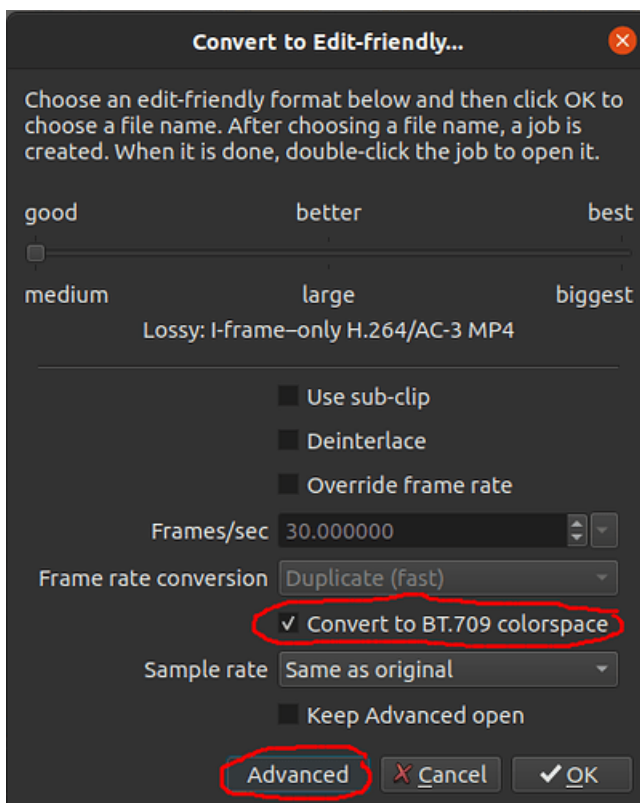 Convert to Edit-friendly...
Choose an edit-friendly format below and then click OK to
choose a file name. After choosing a file name, a job is
created. When it is done, double-click the job to open it.
good better best
medium large biggest
Lossy: I-frame–only H.264/AC-3 MP4
Use sub-clip
Deinterlace
Override frame rate
Frames/sec 30.000000
Frame rate conversion Duplicate (fast)
Convert to BT.709 colorspace
Sample rate Same as original
Keep Advanced open
Advanced Cancel OK